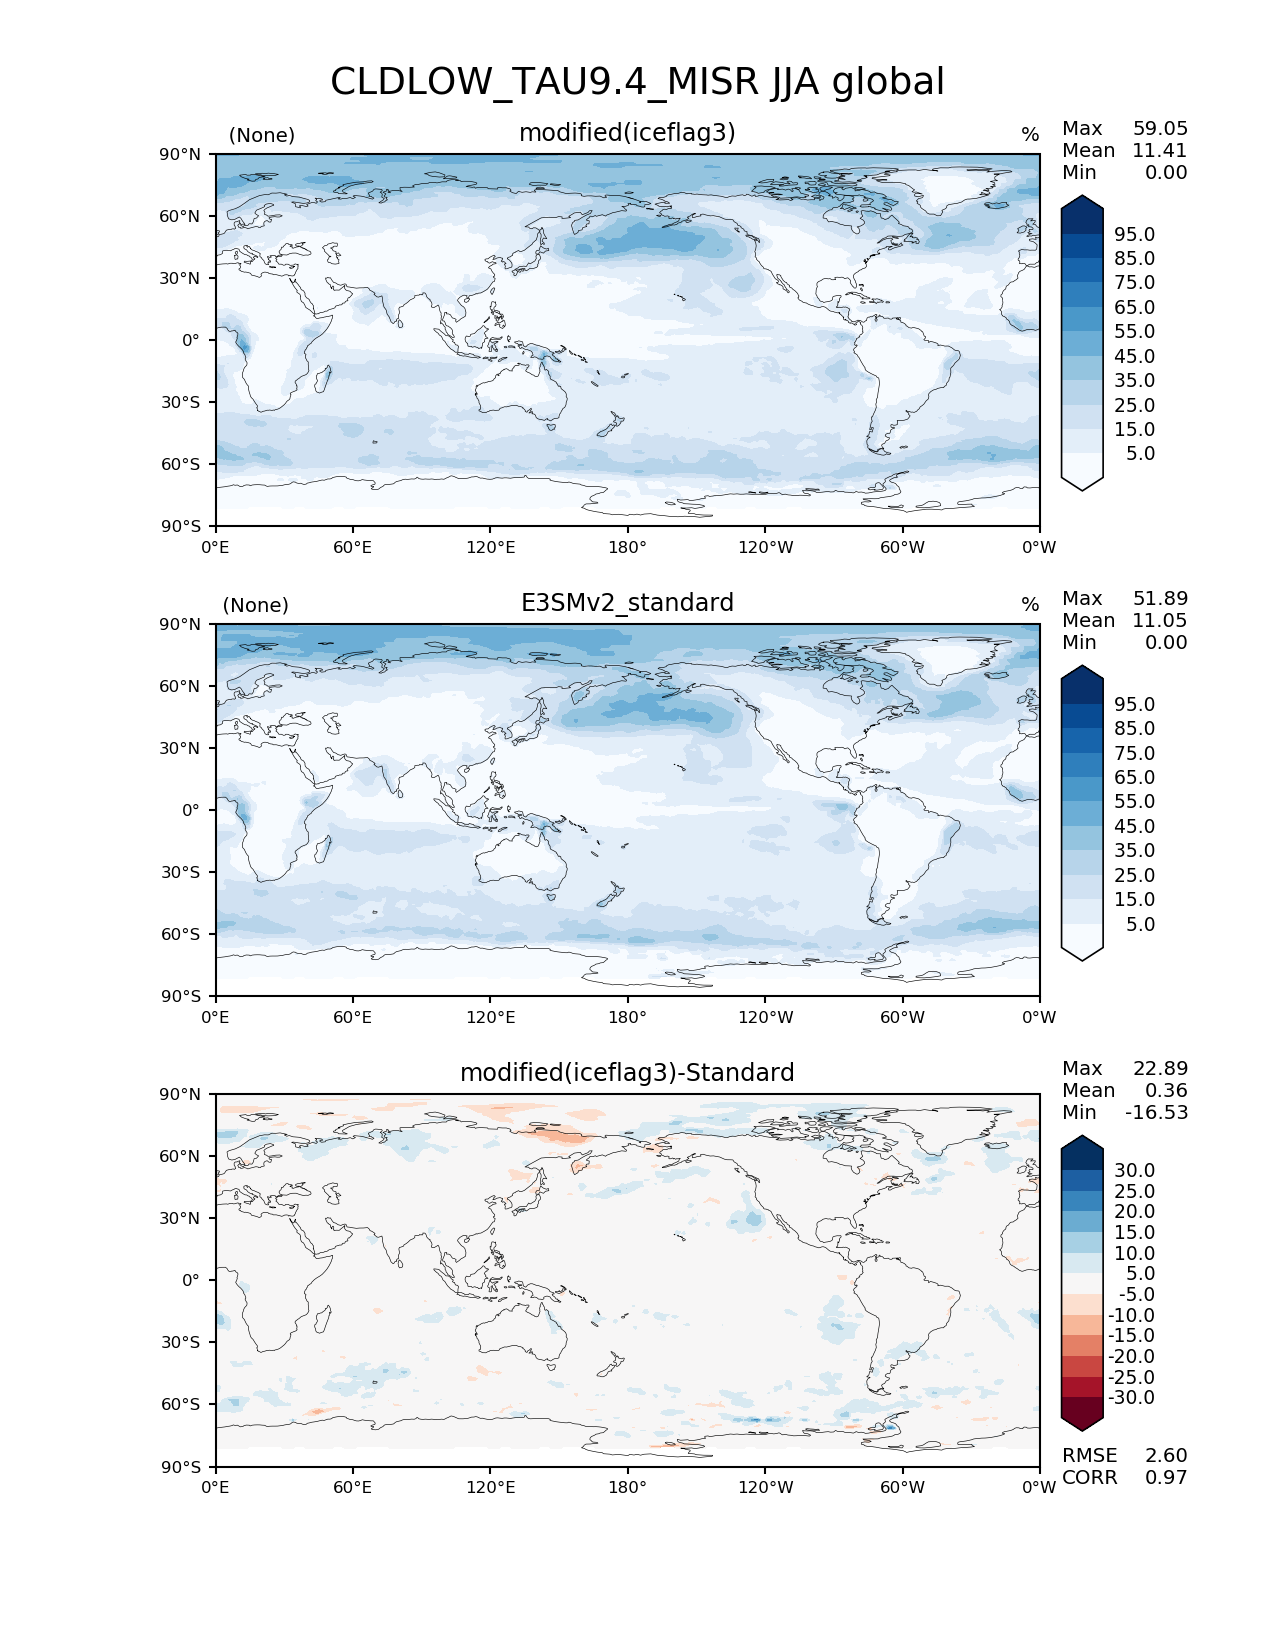 CLDLOW_TAU9.4_MISR JJA global
(None) modified(iceflag3) %
Max 59.05
Mean 11.41
Min 0.00
90°N
60°N
30°N
0°
30°S
60°S
90°S
0°E 60°E 120°E 180° 120°W 60°W 0°W
95.0
85.0
75.0
65.0
55.0
45.0
35.0
25.0
15.0
5.0
(None) E3SMv2_standard %
Max 51.89
Mean 11.05
Min 0.00
90°N
60°N
30°N
0°
30°S
60°S
90°S
0°E 60°E 120°E 180° 120°W 60°W 0°W
95.0
85.0
75.0
65.0
55.0
45.0
35.0
25.0
15.0
5.0
modified(iceflag3)-Standard
Max 22.89
Mean 0.36
Min -16.53
90°N
60°N
30°N
0°
30°S
60°S
90°S
0°E 60°E 120°E 180° 120°W 60°W 0°W
30.0
25.0
20.0
15.0
10.0
5.0
-5.0
-10.0
-15.0
-20.0
-25.0
-30.0
RMSE 2.60
CORR 0.97